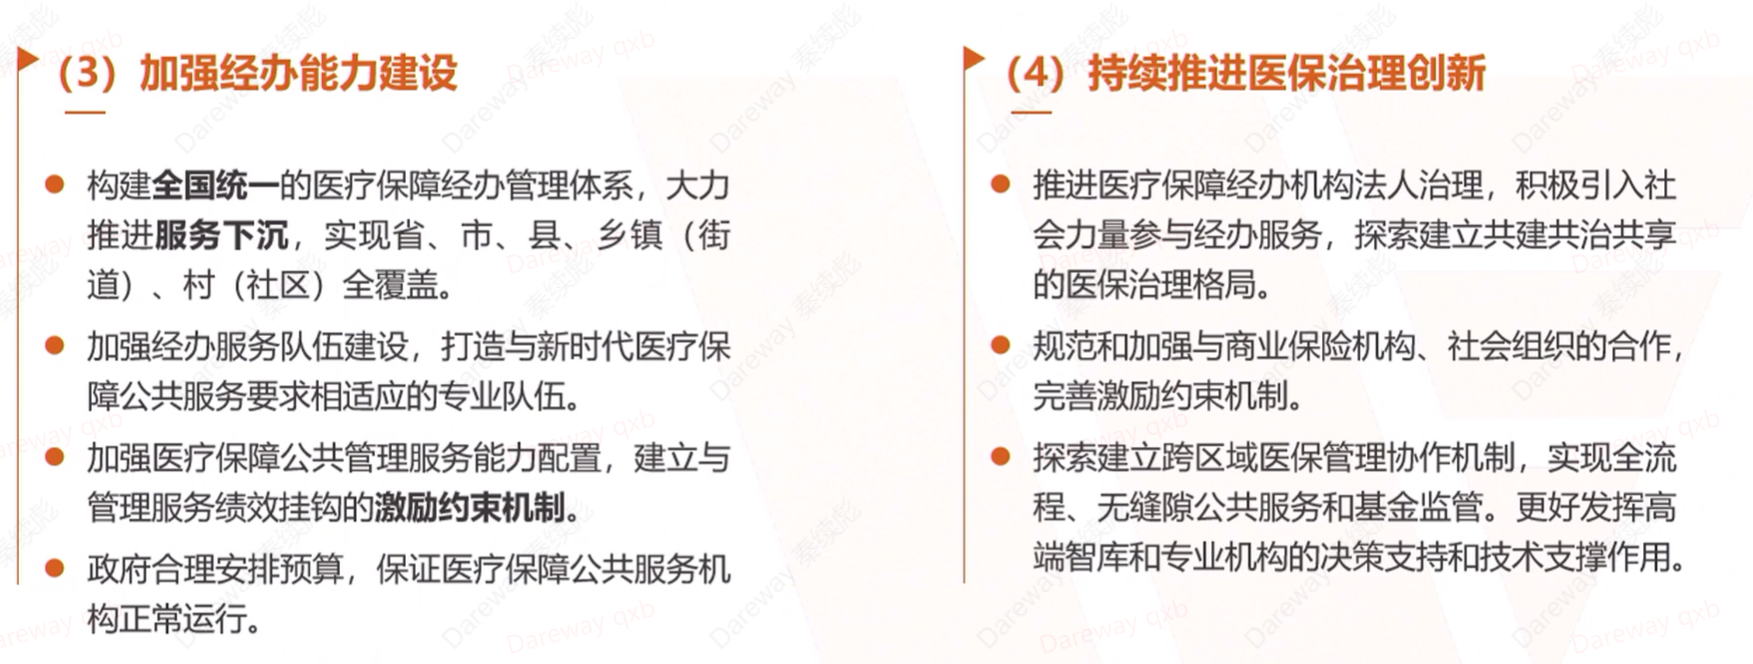 （3）加强经办能力建设
构建全国统一的医疗保障经办管理体系，大力
推进服务下沉，实现省、市、县、乡镇（街
道）、村（社区）全覆盖。
加强经办服务队伍建设，打造与新时代医疗保
障公共服务要求相适应的专业队伍。
加强医疗保障公共管理服务能力配置，建立与
管理服务绩效挂钩的激励约束机制。
政府合理安排预算，保证医疗保障公共服务机
构正常运行。
（4）持续推进医保治理创新
推进医疗保障经办机构法人治理，积极引入社
会力量参与经办服务，探索建立共建共治共享
的医保治理格局。
规范和加强与商业保险机构、社会组织的合作，
完善激励约束机制。
探索建立跨区域医保管理协作机制，实现全流
程、无缝隙公共服务和基金监管。更好发挥高
端智库和专业机构的决策支持和技术支撑作用。
Dareway 秦续彪
Dareway qxb